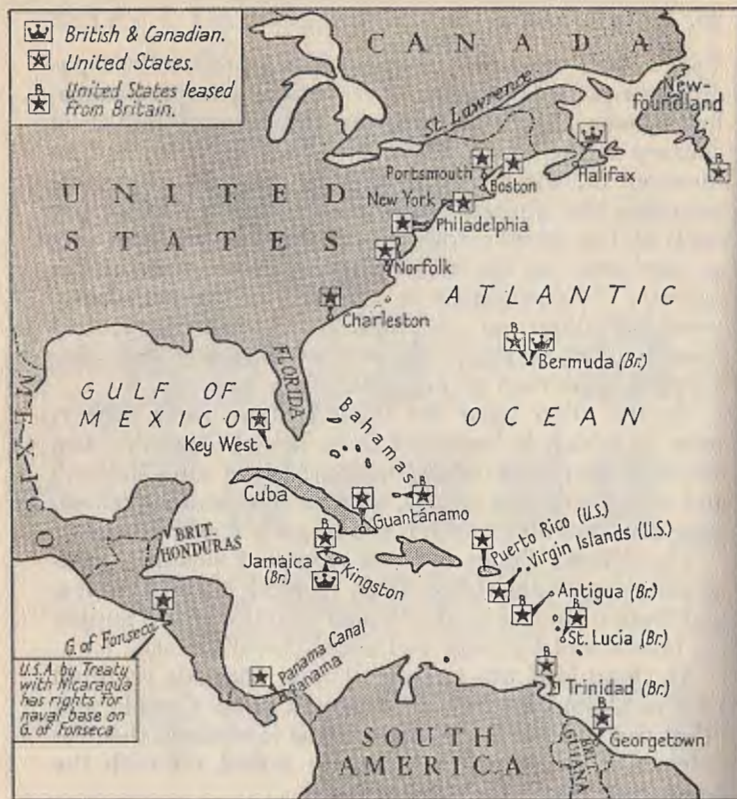 British & Canadian.
United States.
B
United States leased
from Britain.
CANADA
New-
foundland
St. Lawrence
B
Halifax
Portsmouth
Boston
New York
Philadelphia
UNITED
STATES
Norfolk
Charleston
ATLANTIC
OCEAN
B
Bermuda (Br.)
FLORIDA
GULF OF
MEXICO
Key West
Bahamas
B
MEXICO
Cuba
Guantánamo
BRIT.
HONDURAS
B
Jamaica
(Br.)
Kingston
Puerto Rico (U.S.)
Virgin Islands (U.S.)
B
Antigua (Br.)
B
St. Lucia (Br.)
G. of Fonseca
U.S.A. by Treaty
with Nicaragua
has rights for
naval base on
G. of Fonseca
Panama Canal
Panama
B
Trinidad (Br.)
B
Georgetown
BRIT.
GUIANA
SOUTH
AMERICA